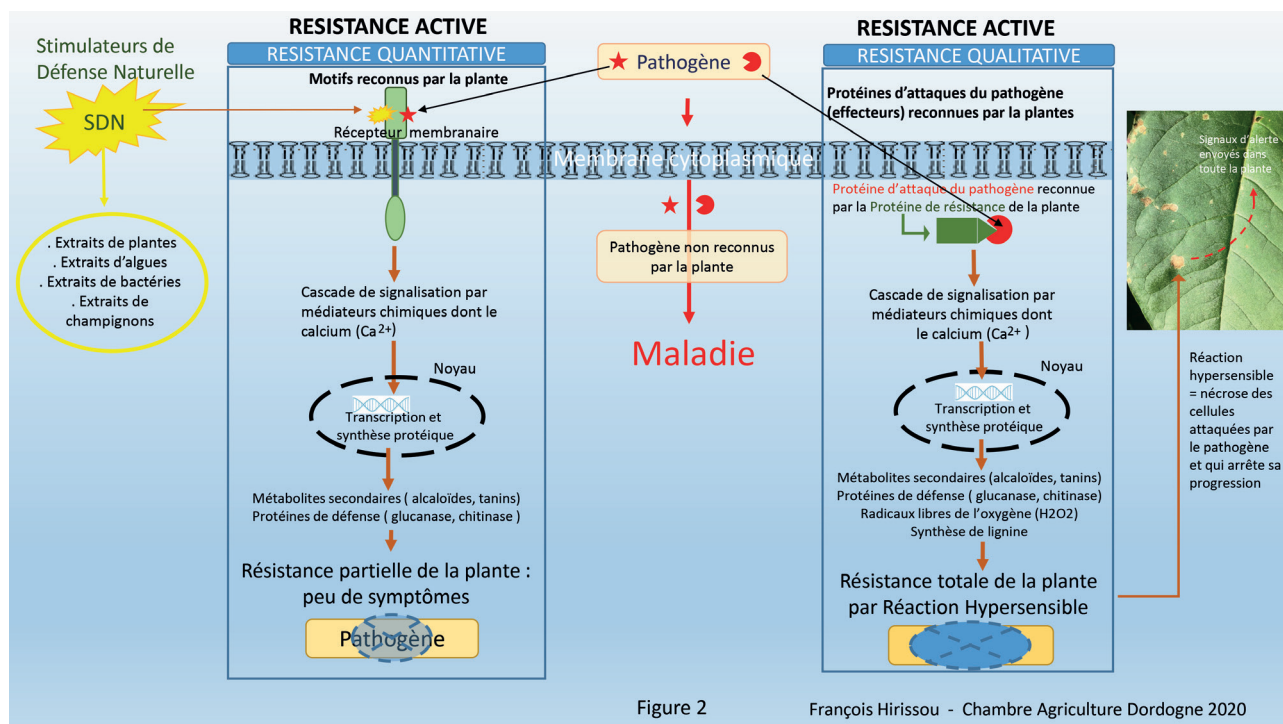 Stimulateurs de
Défense Naturelle
SDN
. Extraits de plantes
. Extraits d'algues
. Extraits de bactéries
. Extraits de
champignons
RESISTANCE ACTIVE
RESISTANCE QUANTITATIVE
Motifs reconnus par la plante
Récepteur membranaire
Cascade de signalisation par
médiateurs chimiques dont le
calcium (Ca2+)
Noyau
Transcription et
synthèse protéique
Métabolites secondaires ( alcaloïdes, tanins)
Protéines de défense ( glucanase, chitinase )
Résistance partielle de la plante :
peu de symptômes
Pathogène
Pathogène
Membrane cytoplasmique
Pathogène non reconnus
par la plante
Maladie
RESISTANCE ACTIVE
RESISTANCE QUALITATIVE
Protéines d'attaques du pathogène
(effecteurs) reconnues par la plantes
Protéine d'attaque du pathogène reconnue
par la Protéine de résistance de la plante
Cascade de signalisation par
médiateurs chimiques dont
le calcium (Ca2+ )
Noyau
Transcription et
synthèse protéique
Métabolites secondaires (alcaloïdes, tanins)
Protéines de défense ( glucanase, chitinase)
Radicaux libres de l'oxygène (H2O2)
Synthèse de lignine
Résistance totale de la plante
par Réaction Hypersensible
Signaux d'alerte
envoyés dans
toute la plante
Réaction
hypersensible
= nécrose des
cellules
attaquées par
le pathogène
et qui arrête sa
progression
Figure 2
François Hirissou - Chambre Agriculture Dordogne 2020